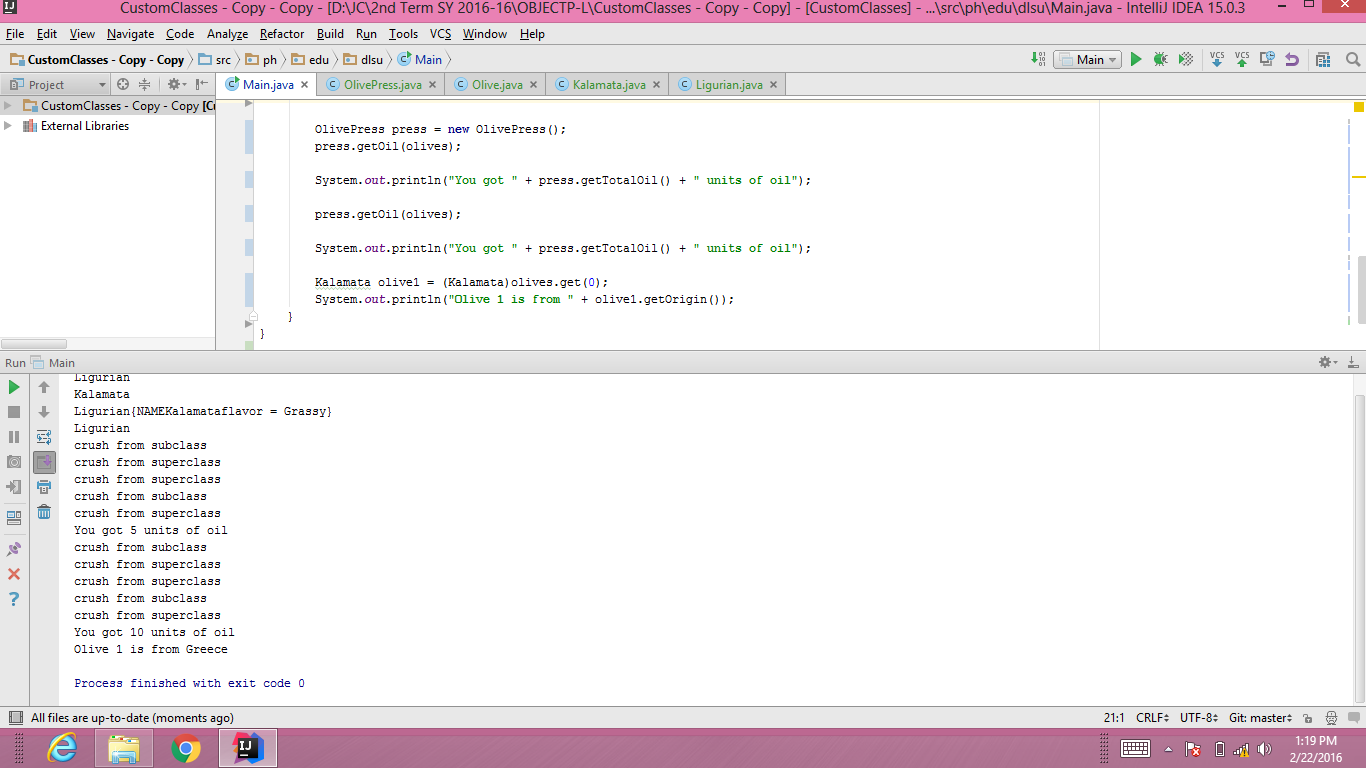 CustomClasses - Copy - Copy - [D:\JC\2nd Term SY 2016-16\OBJECTP-L\CustomClasses - Copy - Copy] - [CustomClasses] - ...\src\ph\edu\dlsu\Main.java - IntelliJ IDEA 15.0.3
File Edit View Navigate Code Analyze Refactor Build Run Tools VCS Window Help
CustomClasses - Copy - Copy src ph edu dlsu Main Main VCS VCS
Project Main.java OlivePress.java Olive.java Kalamata.java Ligurian.java
CustomClasses - Copy - Copy [Cu
External Libraries
OlivePress press = new OlivePress();
press.getOil(olives);
System.out.println("You got " + press.getTotalOil() + " units of oil");
press.getOil(olives);
System.out.println("You got " + press.getTotalOil() + " units of oil");
Kalamata olive1 = (Kalamata)olives.get(0);
System.out.println("Olive 1 is from " + olive1.getOrigin());
}
}
Run Main
Ligurian
Kalamata
Ligurian{NAMEKalamataflavor = Grassy}
Ligurian
crush from subclass
crush from superclass
crush from superclass
crush from subclass
crush from superclass
You got 5 units of oil
crush from subclass
crush from superclass
crush from superclass
crush from subclass
crush from superclass
You got 10 units of oil
Olive 1 is from Greece
Process finished with exit code 0
All files are up-to-date (moments ago) 21:1 CRLF UTF-8 Git: master
1:19 PM
2/22/2016